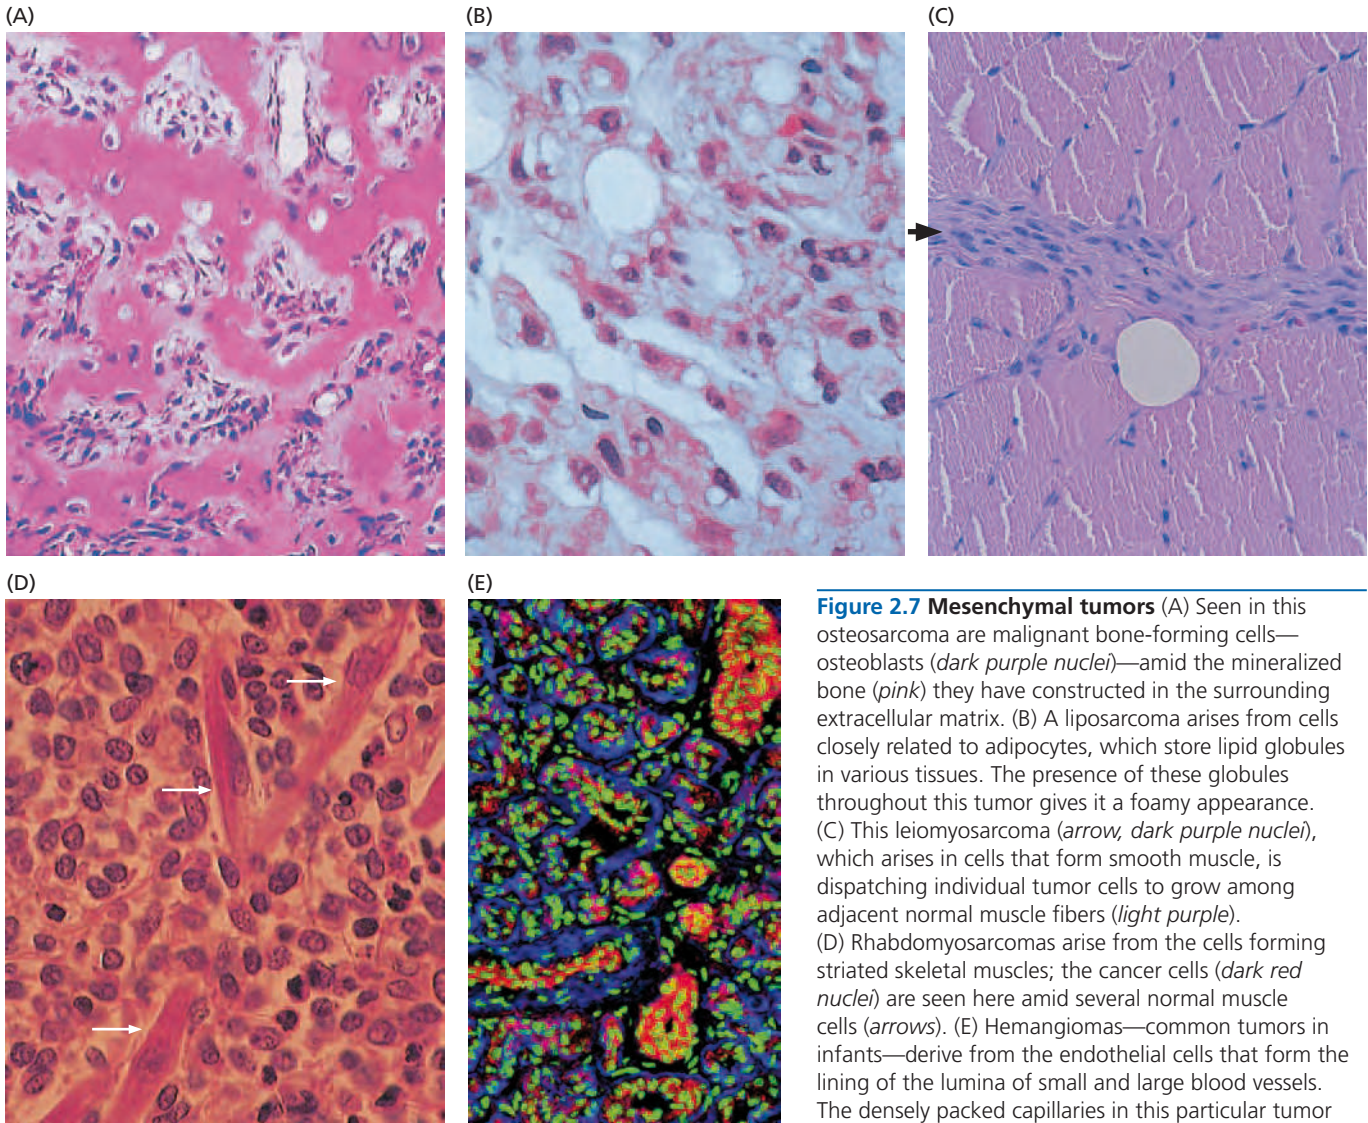 (A)
(B)
(C)
(D)
(E)
Figure 2.7 Mesenchymal tumors (A) Seen in this
osteosarcoma are malignant bone-forming cells—
osteoblasts (dark purple nuclei)—amid the mineralized
bone (pink) they have constructed in the surrounding
extracellular matrix. (B) A liposarcoma arises from cells
closely related to adipocytes, which store lipid globules
in various tissues. The presence of these globules
throughout this tumor gives it a foamy appearance.
(C) This leiomyosarcoma (arrow, dark purple nuclei),
which arises in cells that form smooth muscle, is
dispatching individual tumor cells to grow among
adjacent normal muscle fibers (light purple).
(D) Rhabdomyosarcomas arise from the cells forming
striated skeletal muscles; the cancer cells (dark red
nuclei) are seen here amid several normal muscle
cells (arrows). (E) Hemangiomas—common tumors in
infants—derive from the endothelial cells that form the
lining of the lumina of small and large blood vessels.
The densely packed capillaries in this particular tumor